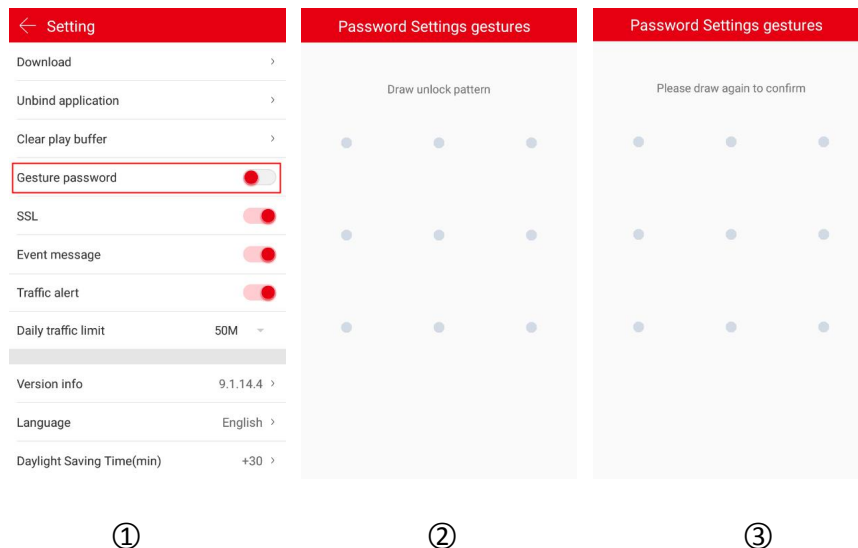 Setting
Download
Unbind application
Clear play buffer
Gesture password
SSL
Event message
Traffic alert
Daily traffic limit 50M
Version info 9.1.14.4
Language English
Daylight Saving Time(min) +30
①
Password Settings gestures
Draw unlock pattern
②
Password Settings gestures
Please draw again to confirm
③